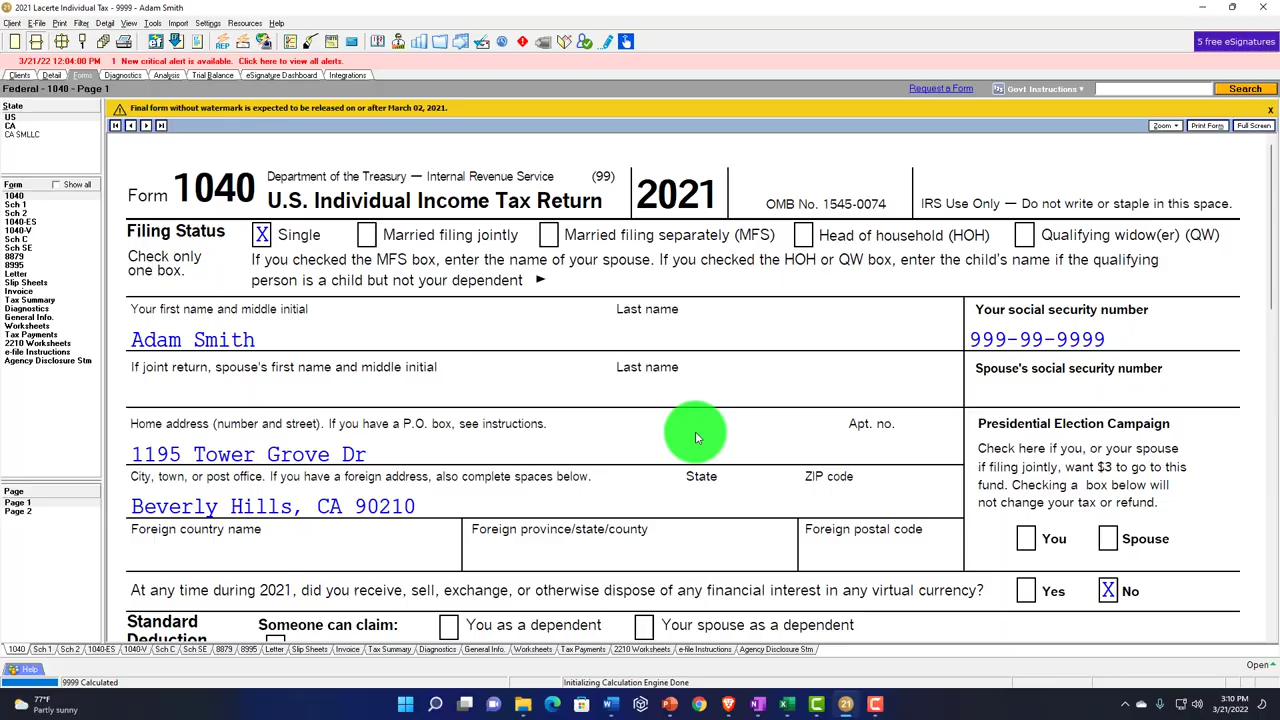 2021 Lacerte Individual Tax - 9999 - Adam Smith
Client E-File Print Filter Detail View Tools Import Settings Resources Help
REP
5 free eSignatures
3/21/22 12:04:00 PM 1 New critical alert is available. Click here to view all alerts.
Clients Detail Forms Diagnostics Analysis Trial Balance eSignature Dashboard Integrations
Federal - 1040 - Page 1 Request a Form Govt Instructions Search
State
US
CA
CA SMLLC
Form Show all
1040
Sch 1
Sch 2
1040-ES
1040-V
Sch C
Sch SE
8879
8995
Letter
Slip Sheets
Invoice
Tax Summary
Diagnostics
General Info.
Worksheets
Tax Payments
2210 Worksheets
e-file Instructions
Agency Disclosure Stm
Page
Page 1
Page 2
Final form without watermark is expected to be released on or after March 02, 2021. x
Zoom Print Form Full Screen
Form 1040 Department of the Treasury — Internal Revenue Service (99)
U.S. Individual Income Tax Return 2021 OMB No. 1545-0074 IRS Use Only — Do not write or staple in this space.
Filing Status X Single Married filing jointly Married filing separately (MFS) Head of household (HOH) Qualifying widow(er) (QW)
Check only
one box.
If you checked the MFS box, enter the name of your spouse. If you checked the HOH or QW box, enter the child's name if the qualifying
person is a child but not your dependent ►
Your first name and middle initial Last name Your social security number
Adam Smith 999-99-9999
If joint return, spouse's first name and middle initial Last name Spouse's social security number
Home address (number and street). If you have a P.O. box, see instructions. Apt. no.
1195 Tower Grove Dr
City, town, or post office. If you have a foreign address, also complete spaces below. State ZIP code
Beverly Hills, CA 90210
Foreign country name Foreign province/state/county Foreign postal code
Presidential Election Campaign
Check here if you, or your spouse
if filing jointly, want $3 to go to this
fund. Checking a box below will
not change your tax or refund.
You Spouse
At any time during 2021, did you receive, sell, exchange, or otherwise dispose of any financial interest in any virtual currency? Yes X No
Standard
Deduction
Someone can claim: You as a dependent Your spouse as a dependent
1040 Sch 1 Sch 2 1040-ES 1040-V Sch C Sch SE 8879 8995 Letter Slip Sheets Invoice Tax Summary Diagnostics General Info. Worksheets Tax Payments 2210 Worksheets e-file Instructions Agency Disclosure Stm
Help Open
9999 Calculated Initializing Calculation Engine Done
77°F
Partly sunny
21
3:10 PM
3/21/2022